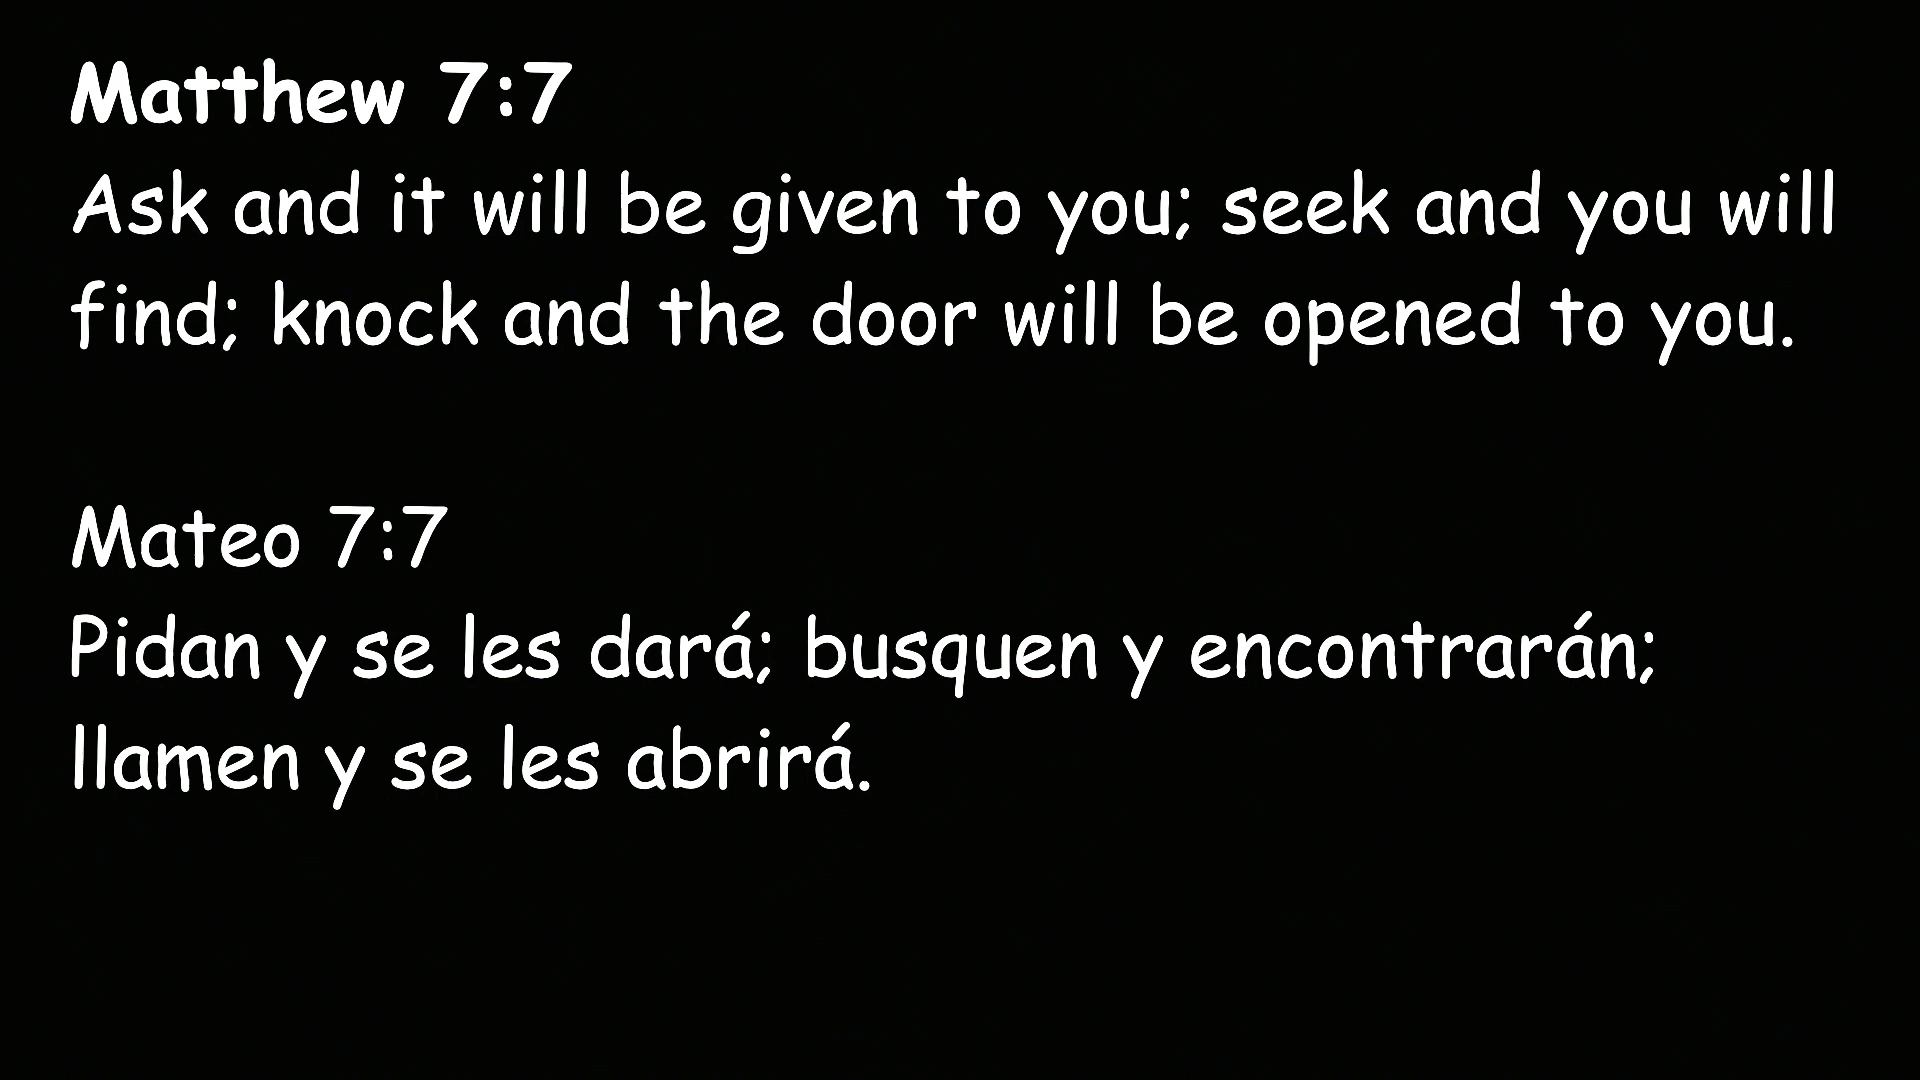 Matthew 7:7
Ask and it will be given to you; seek and you will
find; knock and the door will be opened to you.
Mateo 7:7
Pidan y se les dará; busquen y encontrarán;
llamen y se les abrirá.